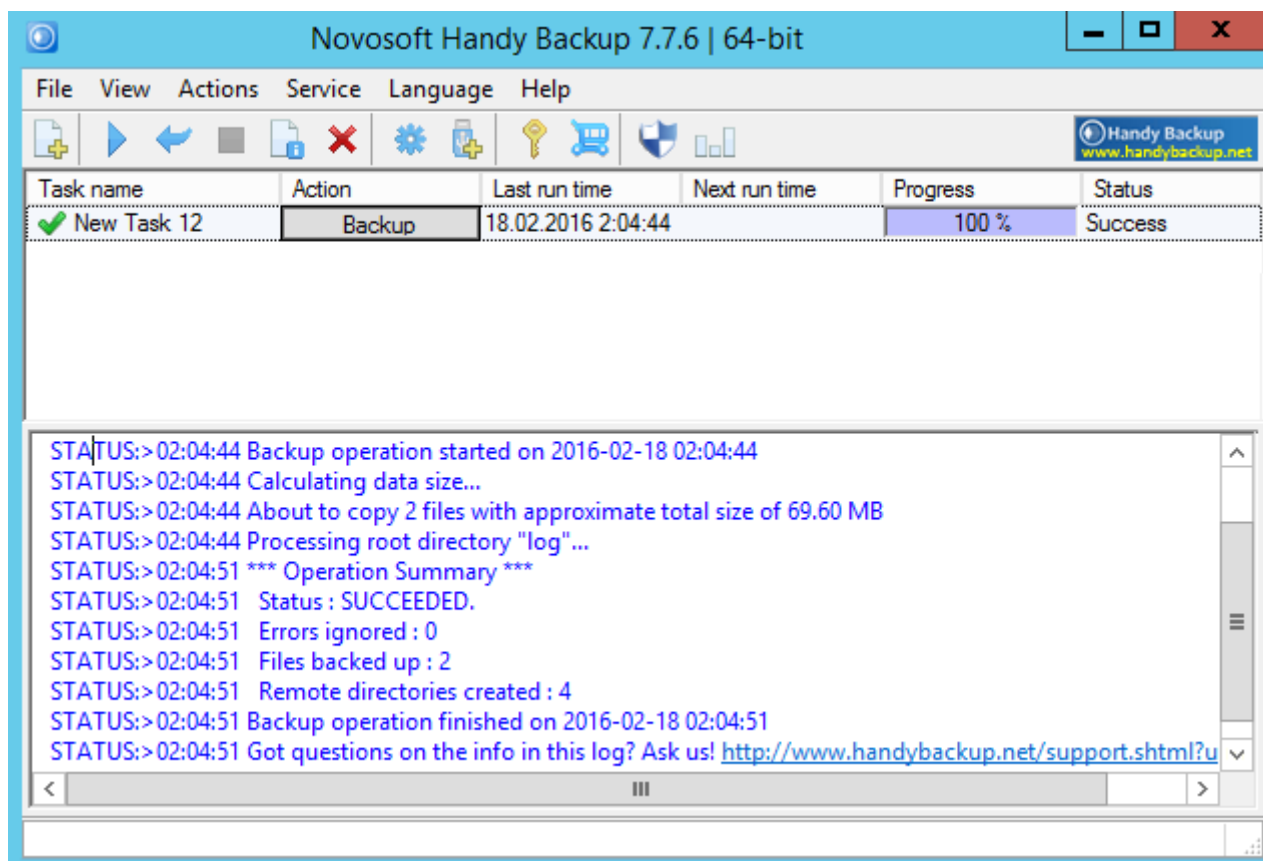 Novosoft Handy Backup 7.7.6 | 64-bit
File View Actions Service Language Help
Handy Backup
www.handybackup.net
Task name Action Last run time Next run time Progress Status
New Task 12 Backup 18.02.2016 2:04:44 100 % Success
STATUS:>02:04:44 Backup operation started on 2016-02-18 02:04:44
STATUS:>02:04:44 Calculating data size...
STATUS:>02:04:44 About to copy 2 files with approximate total size of 69.60 MB
STATUS:>02:04:44 Processing root directory "log"...
STATUS:>02:04:51 *** Operation Summary ***
STATUS:>02:04:51 Status : SUCCEEDED.
STATUS:>02:04:51 Errors ignored : 0
STATUS:>02:04:51 Files backed up : 2
STATUS:>02:04:51 Remote directories created : 4
STATUS:>02:04:51 Backup operation finished on 2016-02-18 02:04:51
STATUS:>02:04:51 Got questions on the info in this log? Ask us! http://www.handybackup.net/support.shtml?u